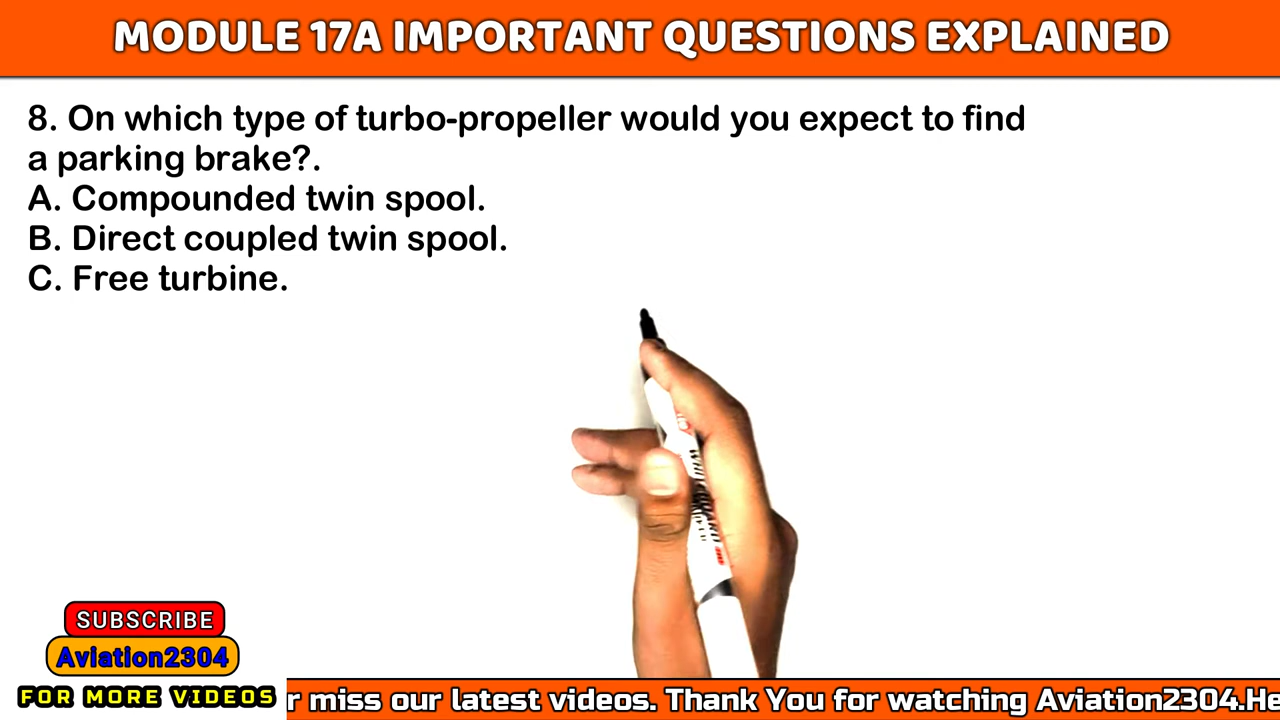 MODULE 17A IMPORTANT QUESTIONS EXPLAINED
8. On which type of turbo-propeller would you expect to find
a parking brake?.
A. Compounded twin spool.
B. Direct coupled twin spool.
C. Free turbine.
SUBSCRIBE
Aviation2304
FOR MORE VIDEOS
r miss our latest videos. Thank You for watching Aviation2304.He